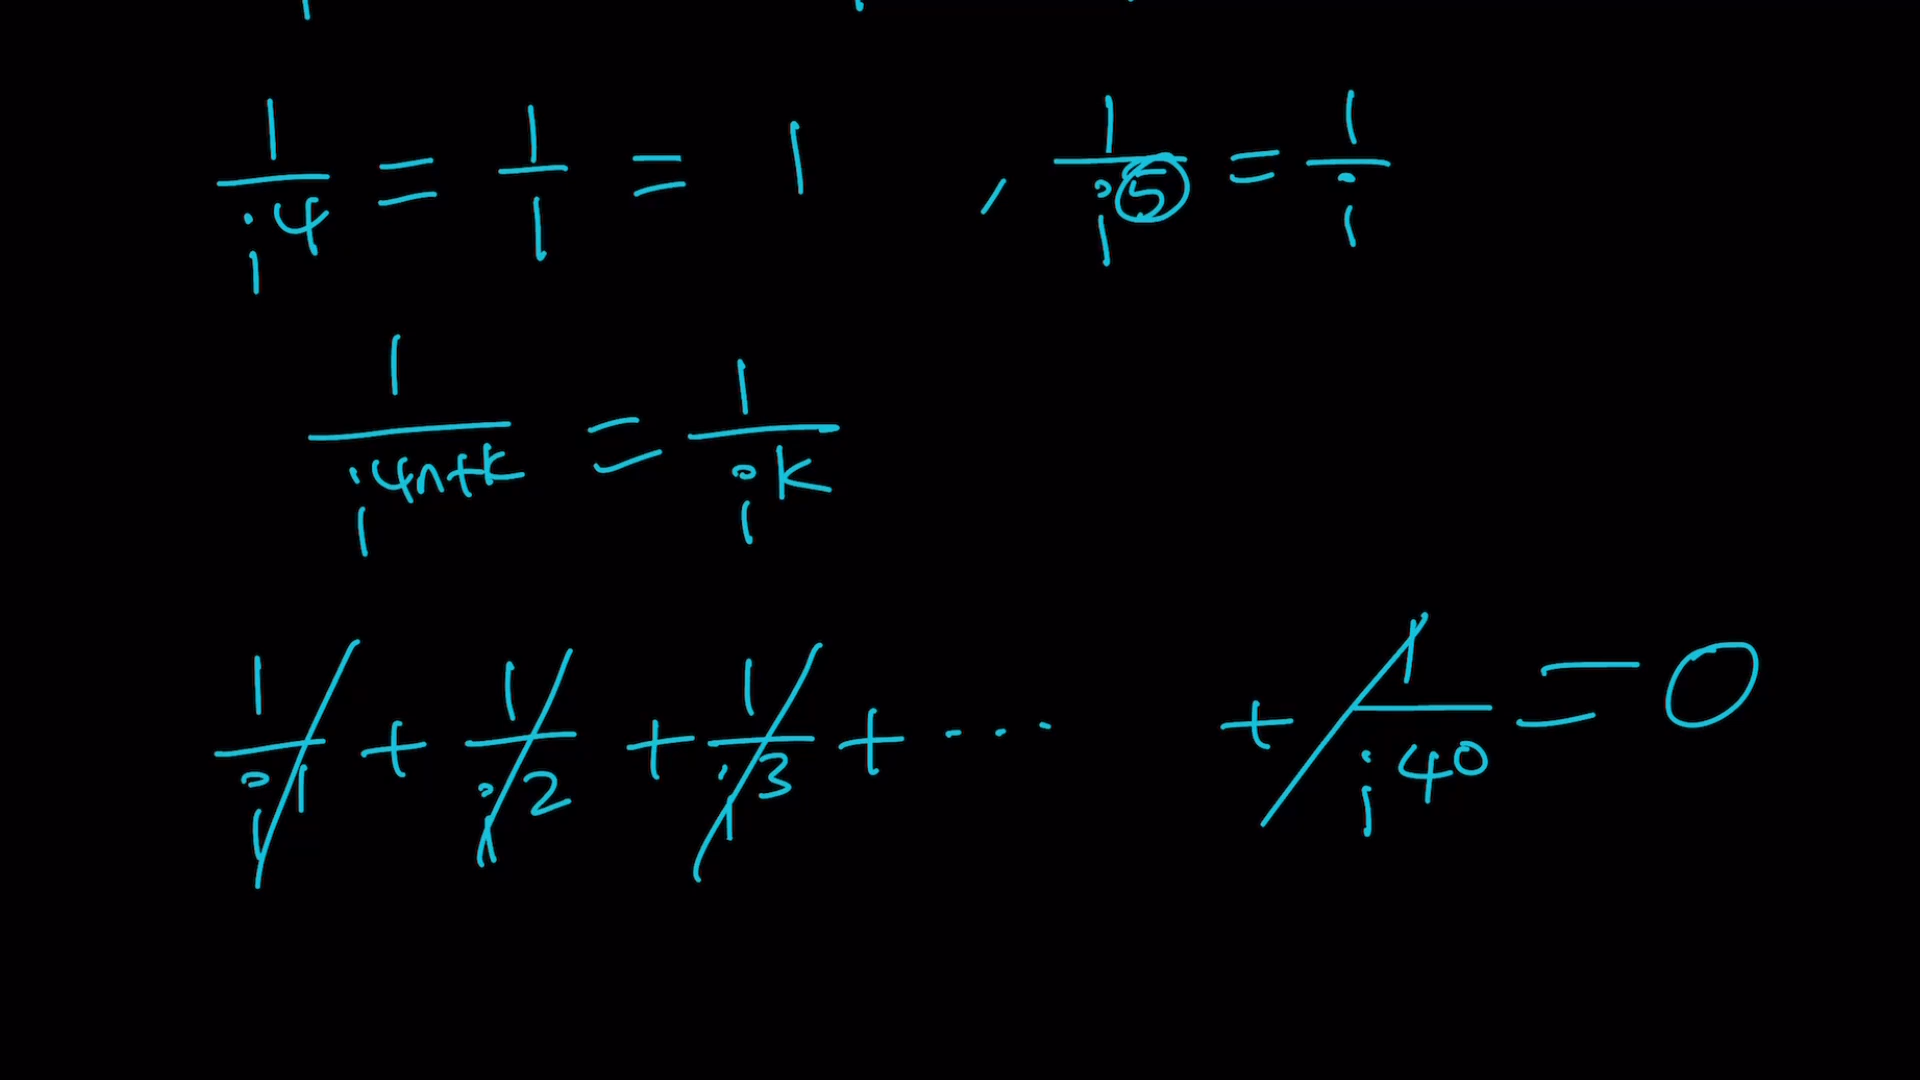 1/i^4 = 1/1 = 1 , 1/i^5 = 1/i
1/i^(4n+k) = 1/i^k
1/i^1 + 1/i^2 + 1/i^3 + ... + 1/i^40 = 0